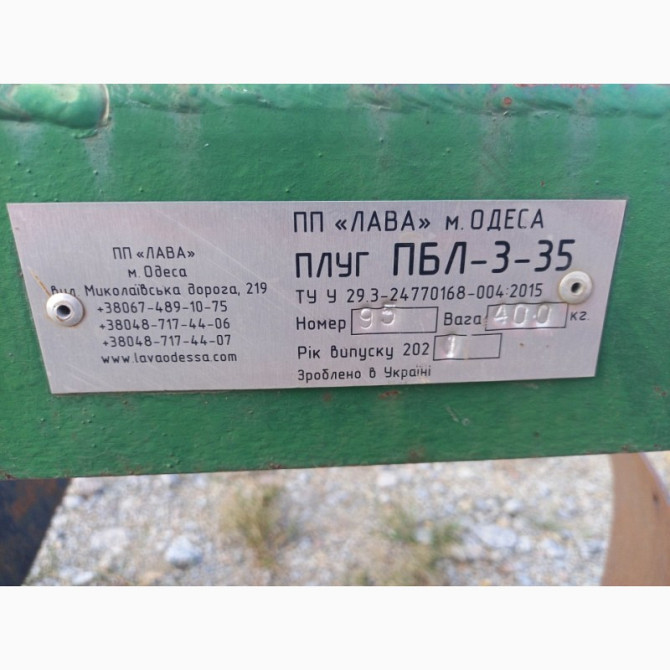 ПП «ЛАВА»
м. Одеса
вул. Миколаївська дорога, 219
+38067-489-10-75
+38048-717-44-06
+38048-717-44-07
www.lavaodessa.com
ПП «ЛАВА» м. ОДЕСА
ПЛУГ ПБЛ-3-35
ТУ У 29.3-24770168-004:2015
Номер 95 Вага 400 кг.
Рік випуску 202 1
Зроблено в Україні